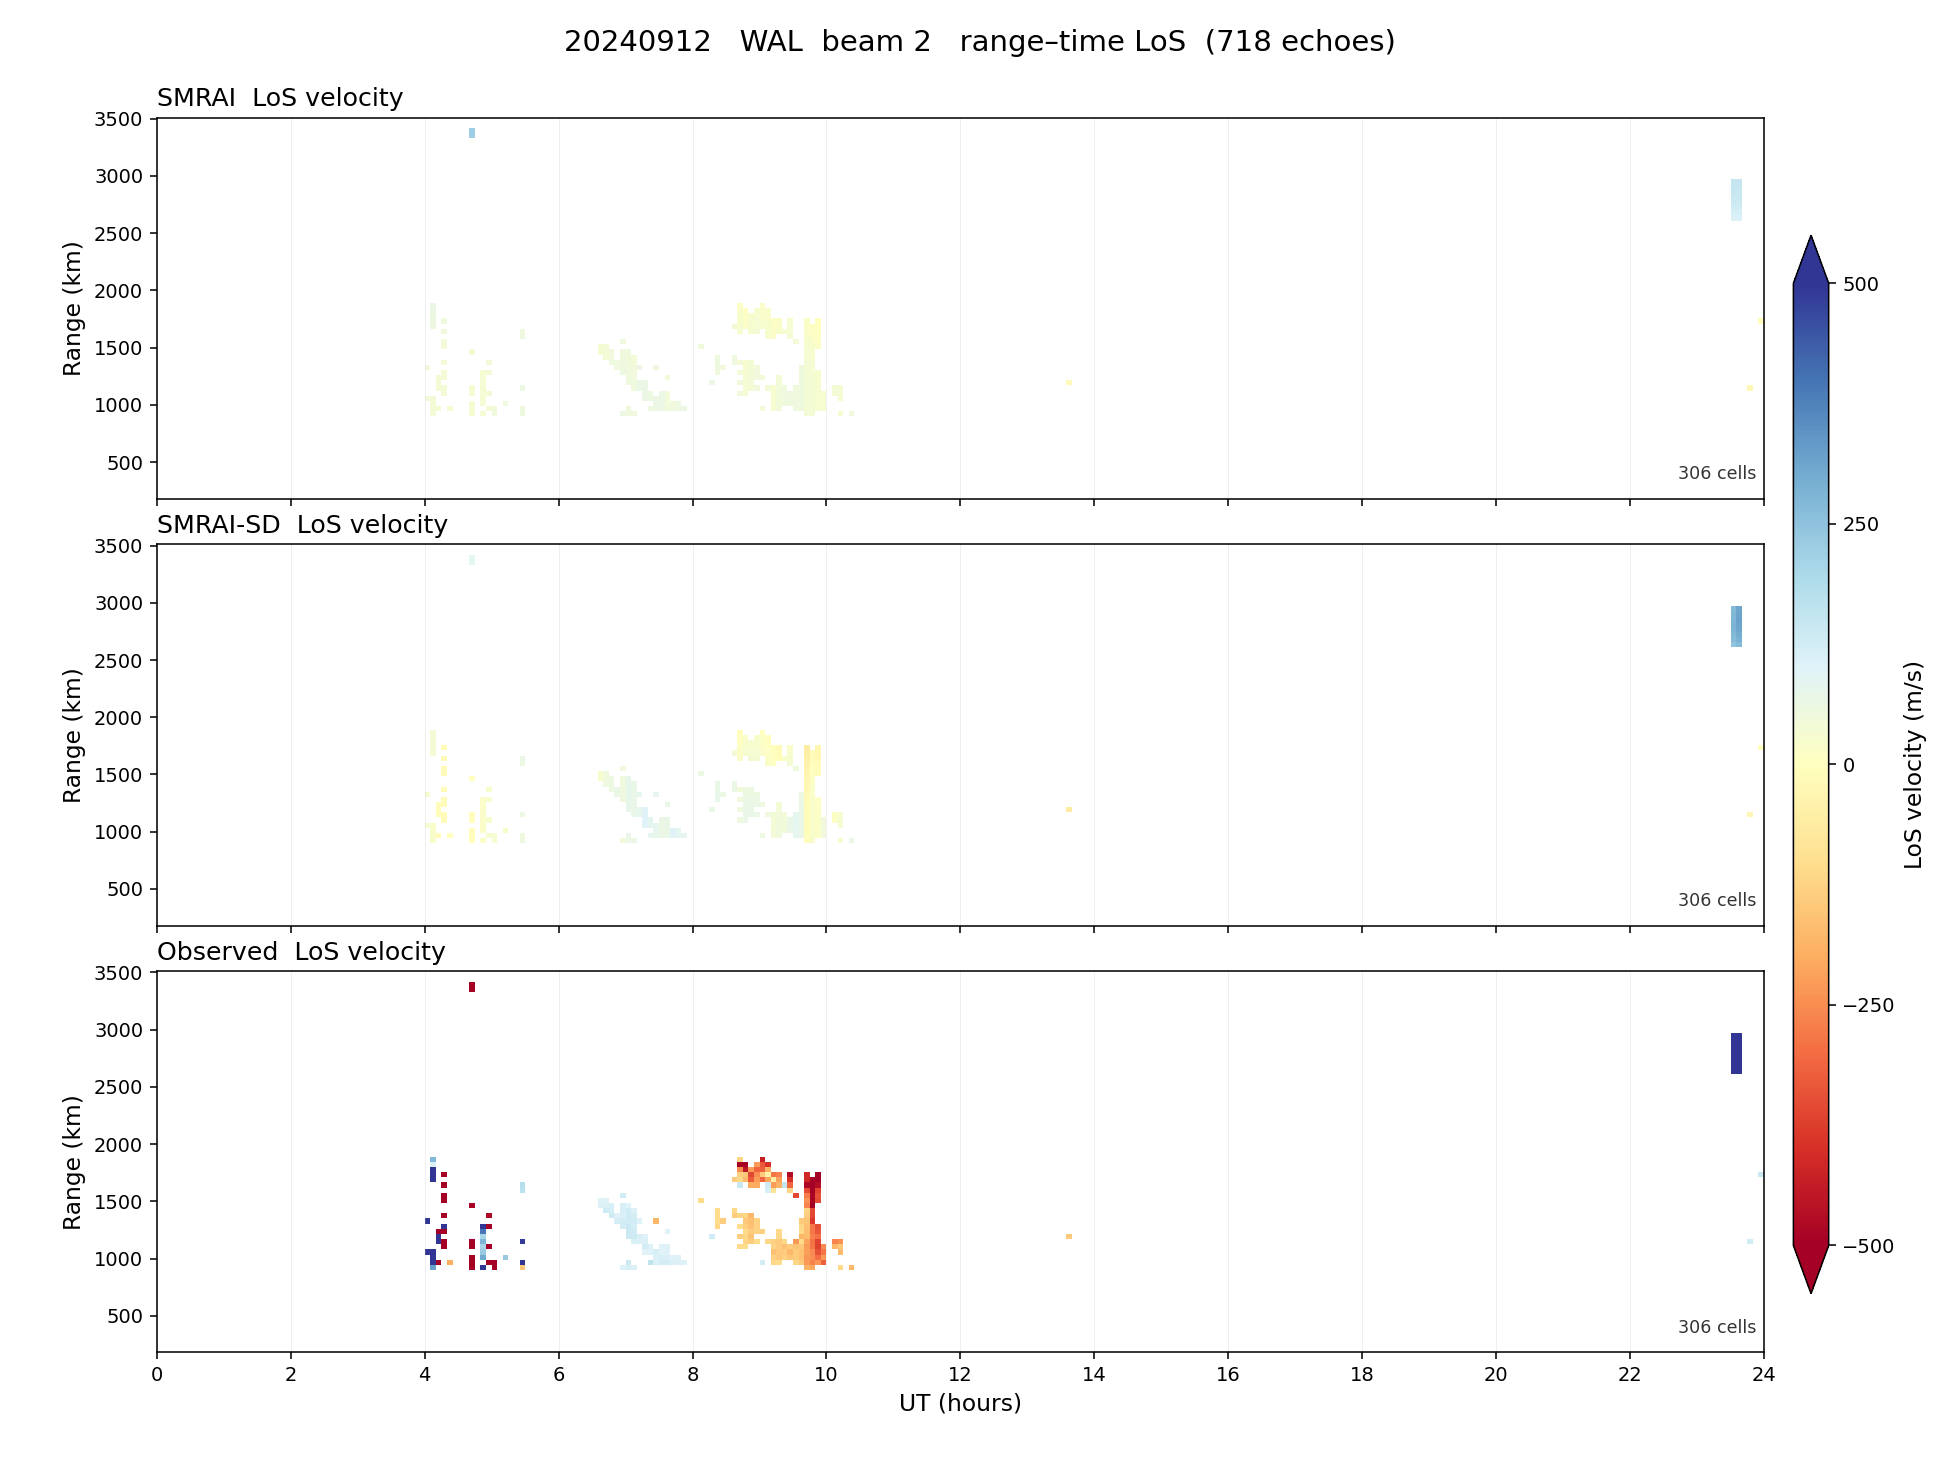 20240912   WAL  beam 2   range–time LoS  (718 echoes)
SMRAI  LoS velocity
3500
3000
2500
2000
1500
1000
500
Range (km)
306 cells
SMRAI-SD  LoS velocity
3500
3000
2500
2000
1500
1000
500
Range (km)
306 cells
Observed  LoS velocity
3500
3000
2500
2000
1500
1000
500
Range (km)
306 cells
0 2 4 6 8 10 12 14 16 18 20 22 24
UT (hours)
500
250
0
−250
−500
LoS velocity (m/s)